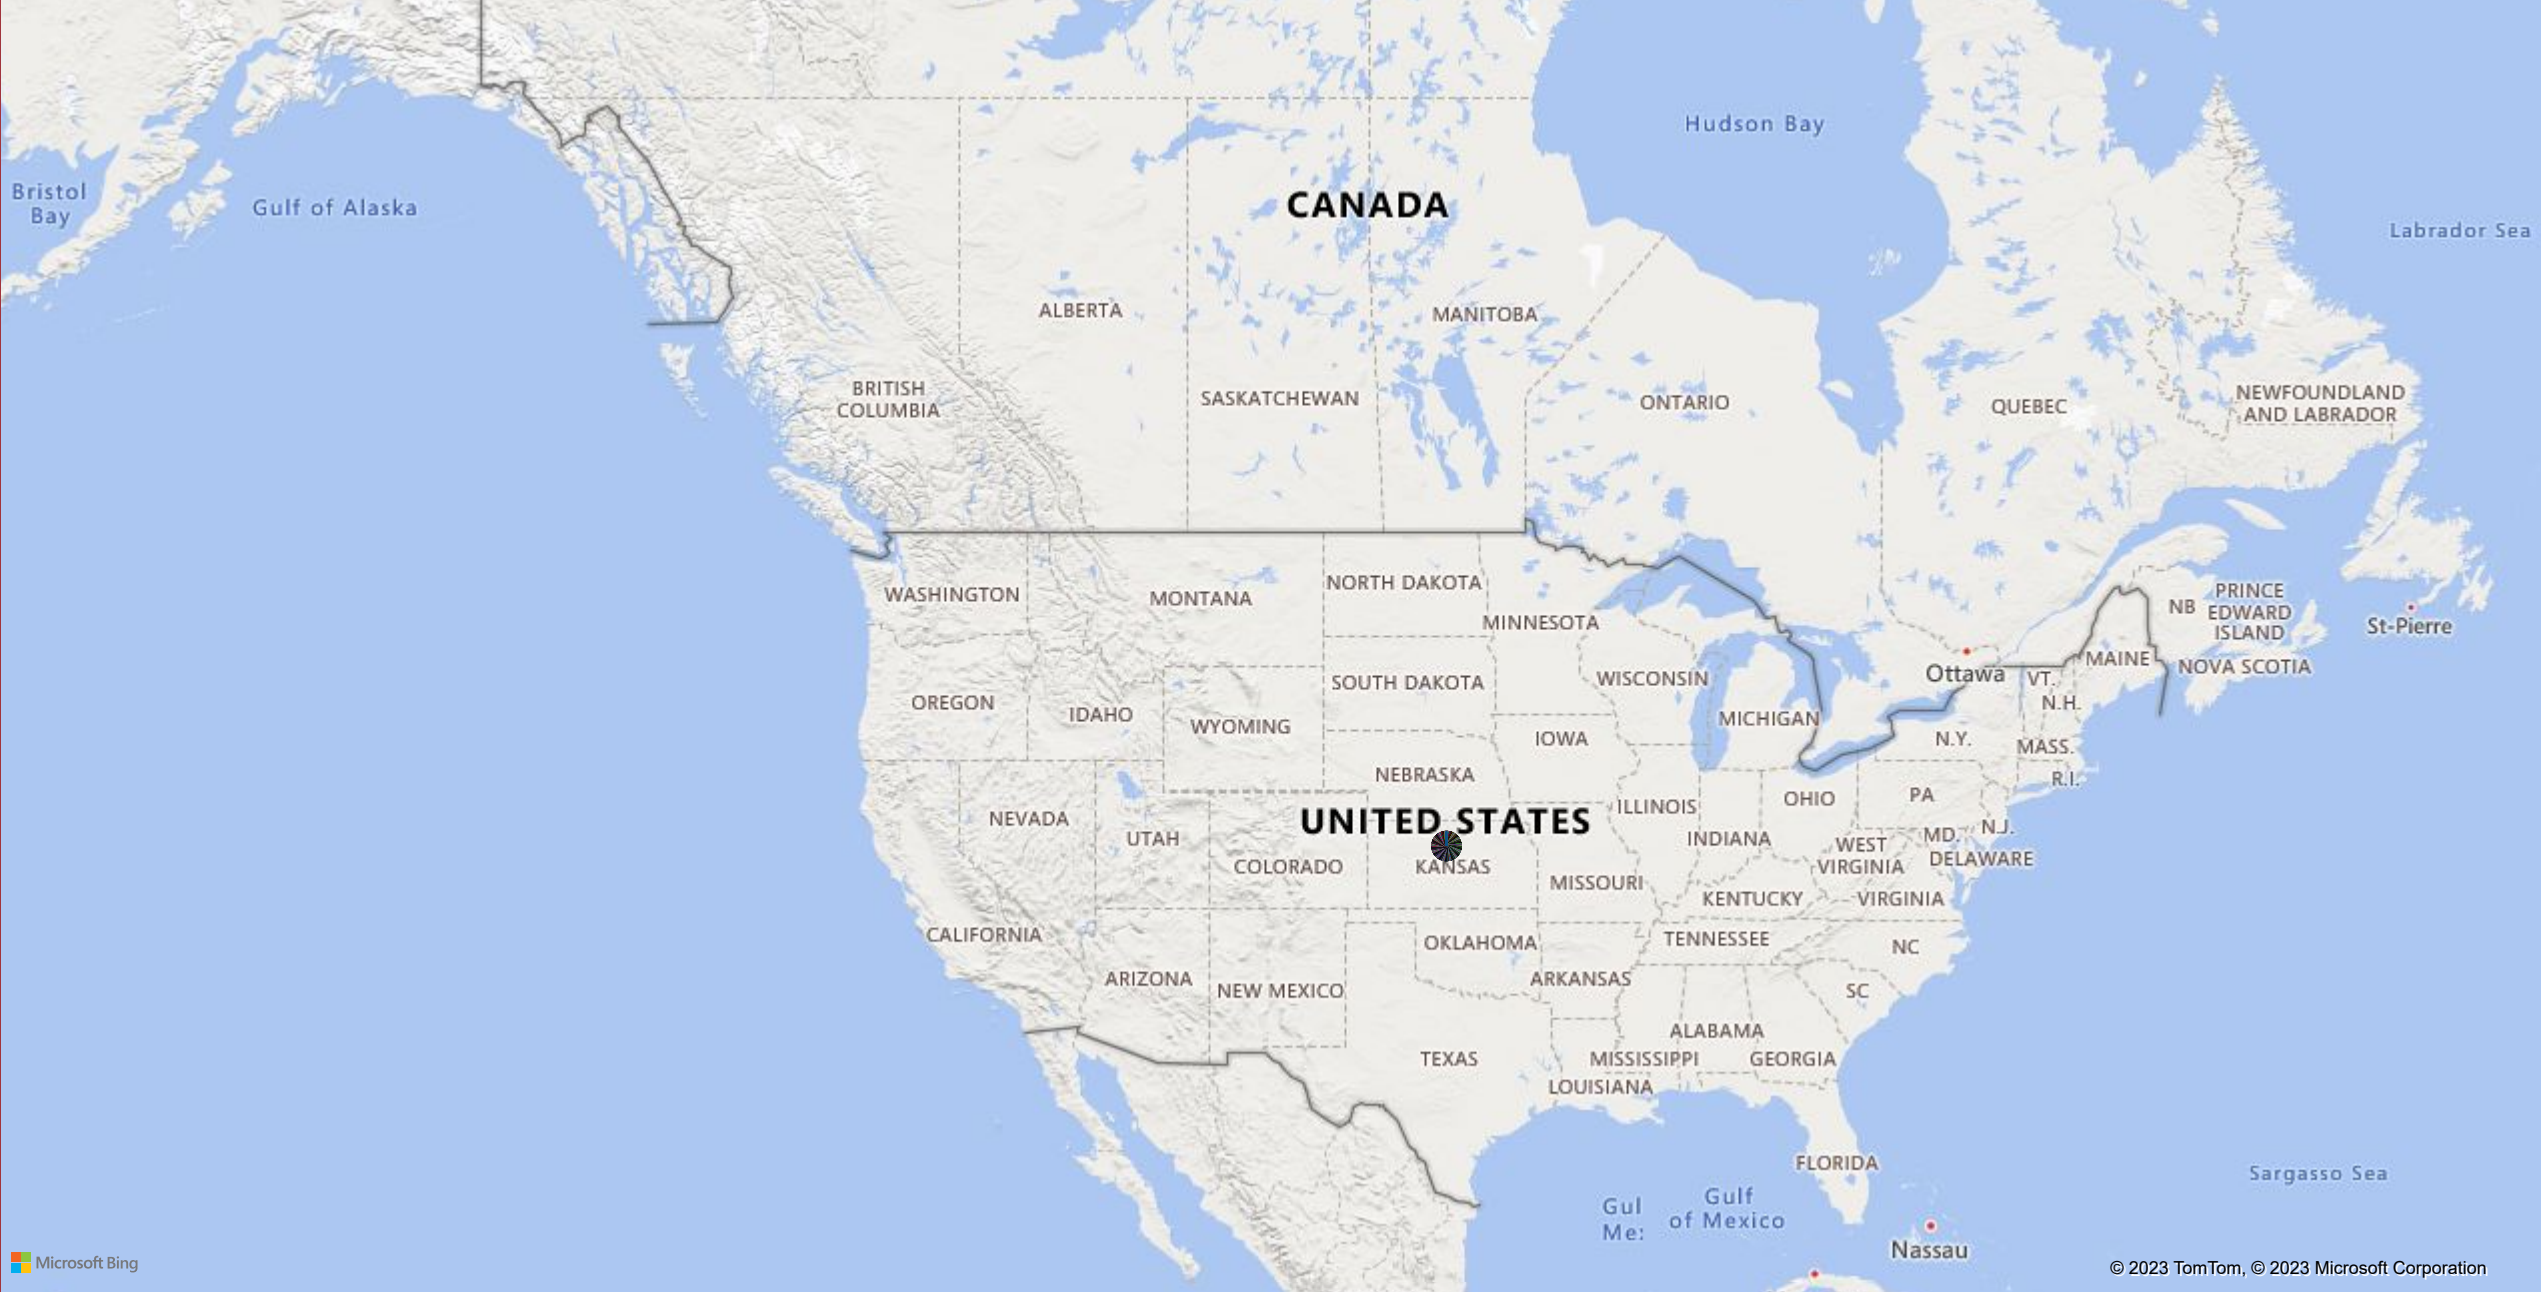 Hudson Bay
Bristol
Bay
Gulf of Alaska
CANADA
Labrador Sea
ALBERTA
MANITOBA
BRITISH
COLUMBIA
SASKATCHEWAN
ONTARIO
QUEBEC
NEWFOUNDLAND
AND LABRADOR
WASHINGTON
MONTANA
NORTH DAKOTA
MINNESOTA
NB
PRINCE
EDWARD
ISLAND
St-Pierre
OREGON
IDAHO
WYOMING
SOUTH DAKOTA
WISCONSIN
MICHIGAN
Ottawa
VT.
N.H.
MAINE
NOVA SCOTIA
IOWA
N.Y.
MASS.
R.I.
NEBRASKA
NEVADA
UTAH
UNITED STATES
ILLINOIS
INDIANA
OHIO
PA
N.J.
MD.
DELAWARE
COLORADO
KANSAS
MISSOURI
WEST
VIRGINIA
KENTUCKY
VIRGINIA
CALIFORNIA
ARIZONA
NEW MEXICO
OKLAHOMA
ARKANSAS
TENNESSEE
NC
SC
TEXAS
ALABAMA
MISSISSIPPI
GEORGIA
LOUISIANA
FLORIDA
Gul
Me:
Gulf
of Mexico
Sargasso Sea
Nassau
Microsoft Bing
© 2023 TomTom, © 2023 Microsoft Corporation